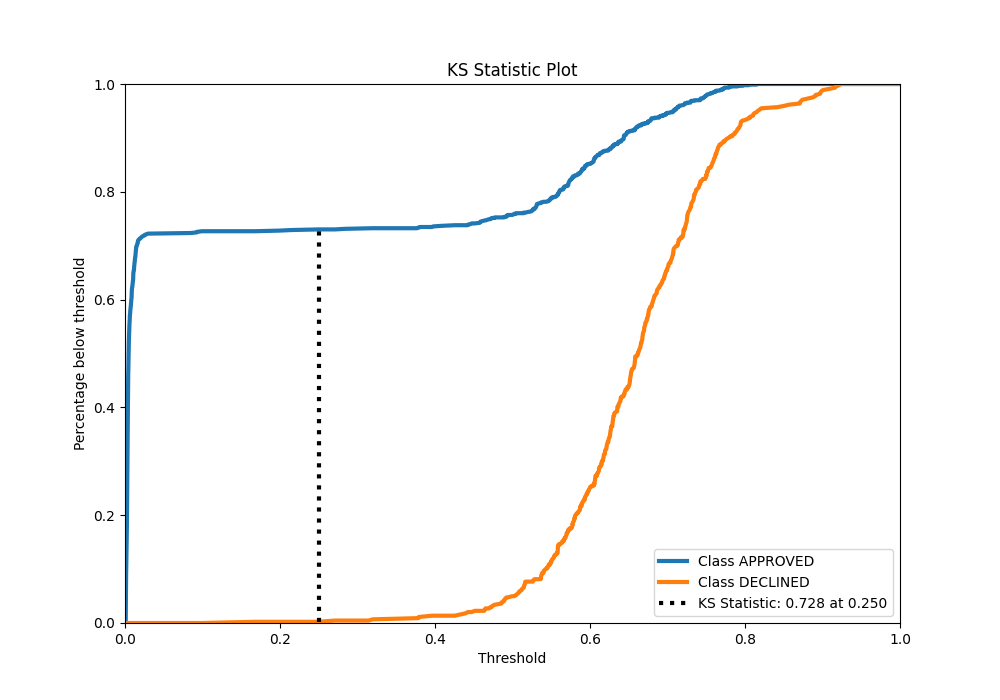 KS Statistic Plot
1.0
0.8
0.6
0.4
0.2
0.0
Percentage below threshold
0.0 0.2 0.4 0.6 0.8 1.0
Threshold
Class APPROVED
Class DECLINED
KS Statistic: 0.728 at 0.250